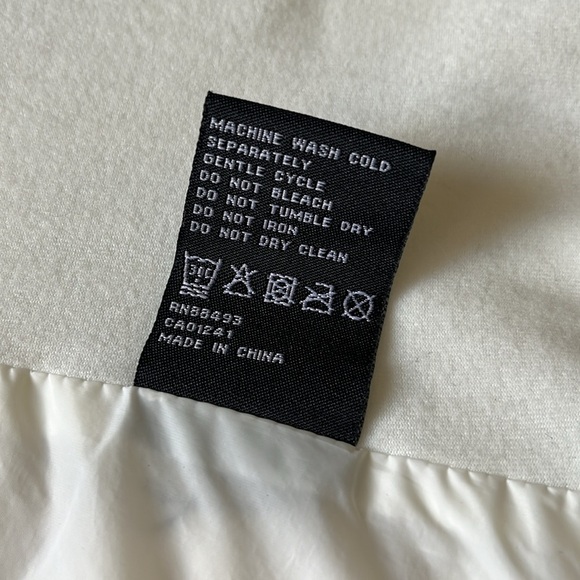 MACHINE WASH COLD
SEPARATELY
GENTLE CYCLE
DO NOT BLEACH
DO NOT TUMBLE DRY
DO NOT IRON
DO NOT DRY CLEAN
30C
RN88493
CA01241
MADE IN CHINA